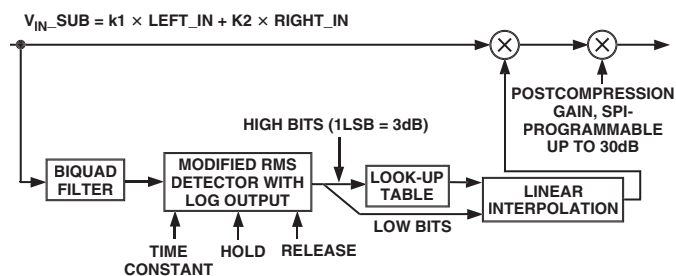 VIN_SUB = k1 × LEFT_IN + K2 × RIGHT_IN
POSTCOMPRESSION
GAIN, SPI-
PROGRAMMABLE
UP TO 30dB
HIGH BITS (1LSB = 3dB)
BIQUAD
FILTER
MODIFIED RMS
DETECTOR WITH
LOG OUTPUT
LOOK-UP
TABLE
LINEAR
INTERPOLATION
LOW BITS
TIME
CONSTANT
HOLD
RELEASE